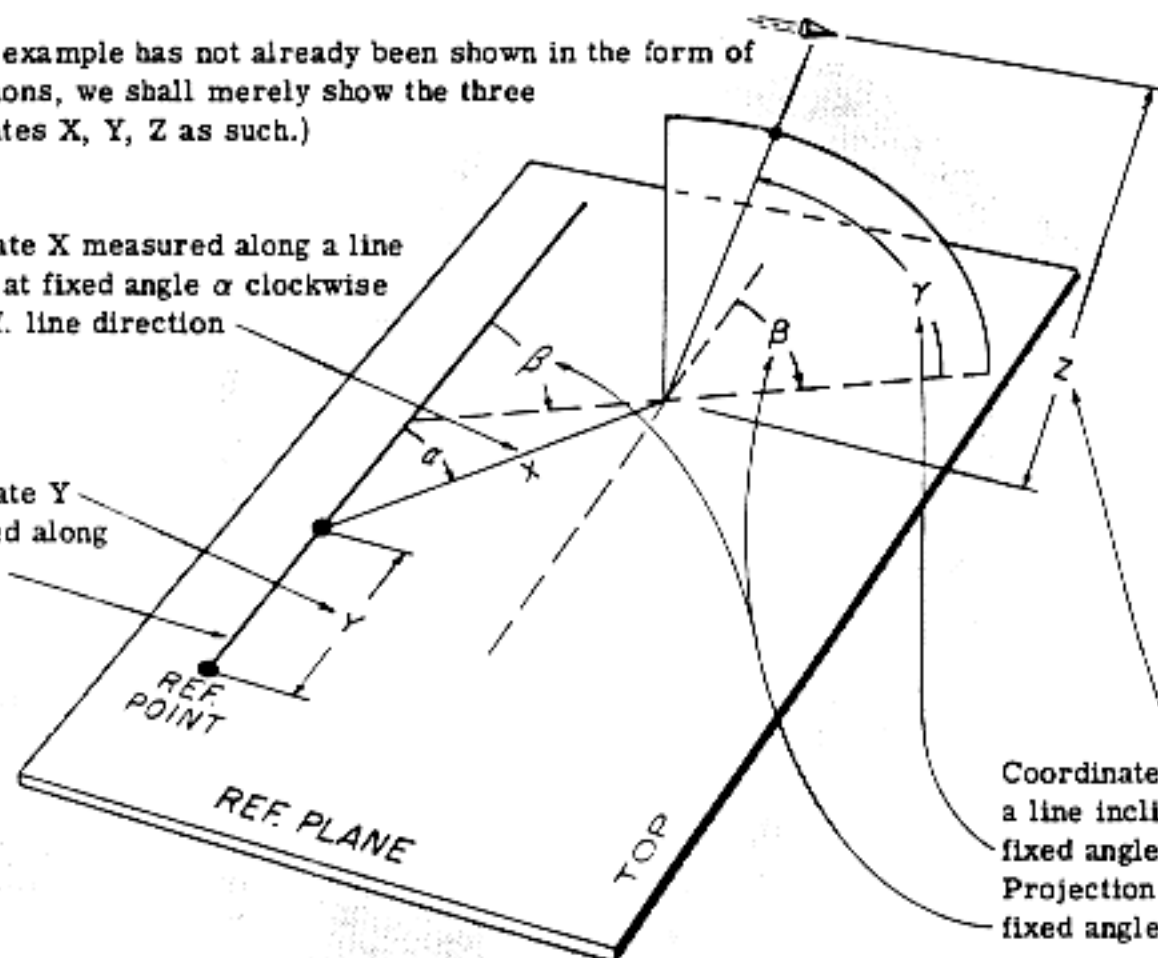 example has not already been shown in the form of
ons, we shall merely show the three
tes X, Y, Z as such.)
ate X measured along a line
at fixed angle α clockwise
. line direction
β
β
γ
Z
α
X
ate Y
ed along
Y
REF.
POINT
REF. PLANE
TOP
Coordinate
a line incli
fixed angle
Projection
fixed angle